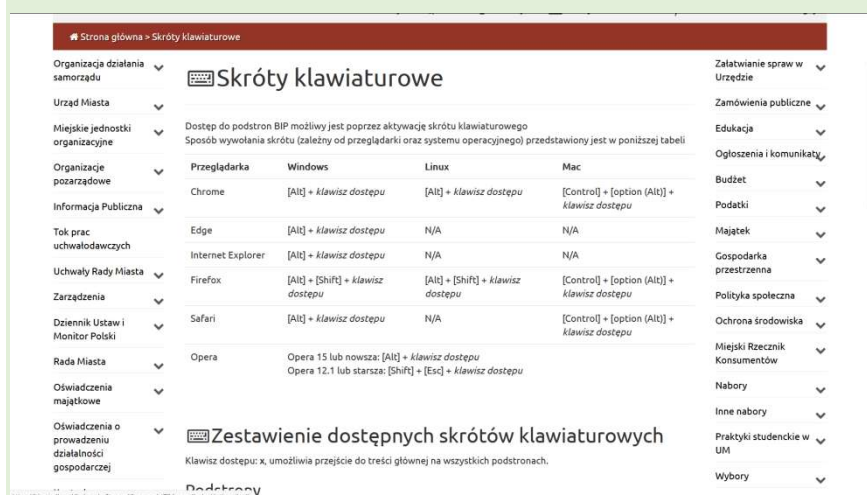 Strona główna > Skróty klawiaturowe
Organizacja działania
samorządu
Urząd Miasta
Miejskie jednostki
organizacyjne
Organizacje
pozarządowe
Informacja Publiczna
Tok prac
uchwałodawczych
Uchwały Rady Miasta
Zarządzenia
Dziennik Ustaw i
Monitor Polski
Rada Miasta
Oświadczenia
majątkowe
Oświadczenia o
prowadzeniu
działalności
gospodarczej
Skróty klawiaturowe
Dostęp do podstron BIP możliwy jest poprzez aktywację skrótu klawiaturowego
Sposób wywołania skrótu (zależny od przeglądarki oraz systemu operacyjnego) przedstawiony jest w poniższej tabeli
Przeglądarka Windows Linux Mac
Chrome [Alt] + klawisz dostępu [Alt] + klawisz dostępu [Control] + [option (Alt)] +
klawisz dostępu
Edge [Alt] + klawisz dostępu N/A N/A
Internet Explorer [Alt] + klawisz dostępu N/A N/A
Firefox [Alt] + [Shift] + klawisz [Alt] + [Shift] + klawisz [Control] + [option (Alt)] +
dostępu dostępu klawisz dostępu
Safari [Alt] + klawisz dostępu N/A [Control] + [option (Alt)] +
klawisz dostępu
Opera Opera 15 lub nowsza: [Alt] + klawisz dostępu
Opera 12.1 lub starsza: [Shift] + [Esc] + klawisz dostępu
Zestawienie dostępnych skrótów klawiaturowych
Klawisz dostępu: x, umożliwia przejście do treści głównej na wszystkich podstronach.
Podstrony
Załatwianie spraw w
Urzędzie
Zamówienia publiczne
Edukacja
Ogłoszenia i komunikaty
Budżet
Podatki
Majątek
Gospodarka
przestrzenna
Polityka społeczna
Ochrona środowiska
Miejski Rzecznik
Konsumentów
Nabory
Inne nabory
Praktyki studenckie w
UM
Wybory